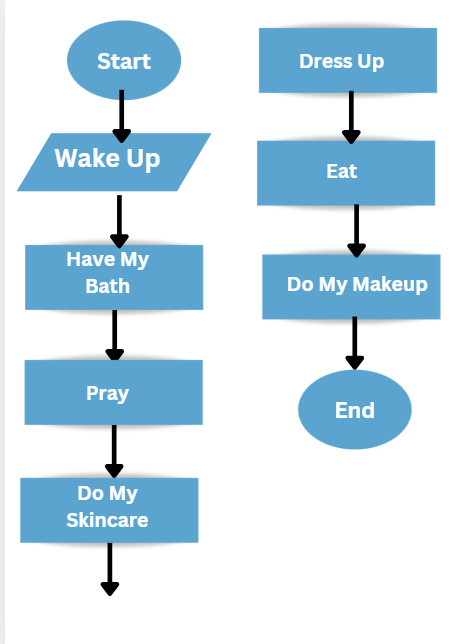 Start
Wake Up
Have My
Bath
Pray
Do My
Skincare
Dress Up
Eat
Do My Makeup
End